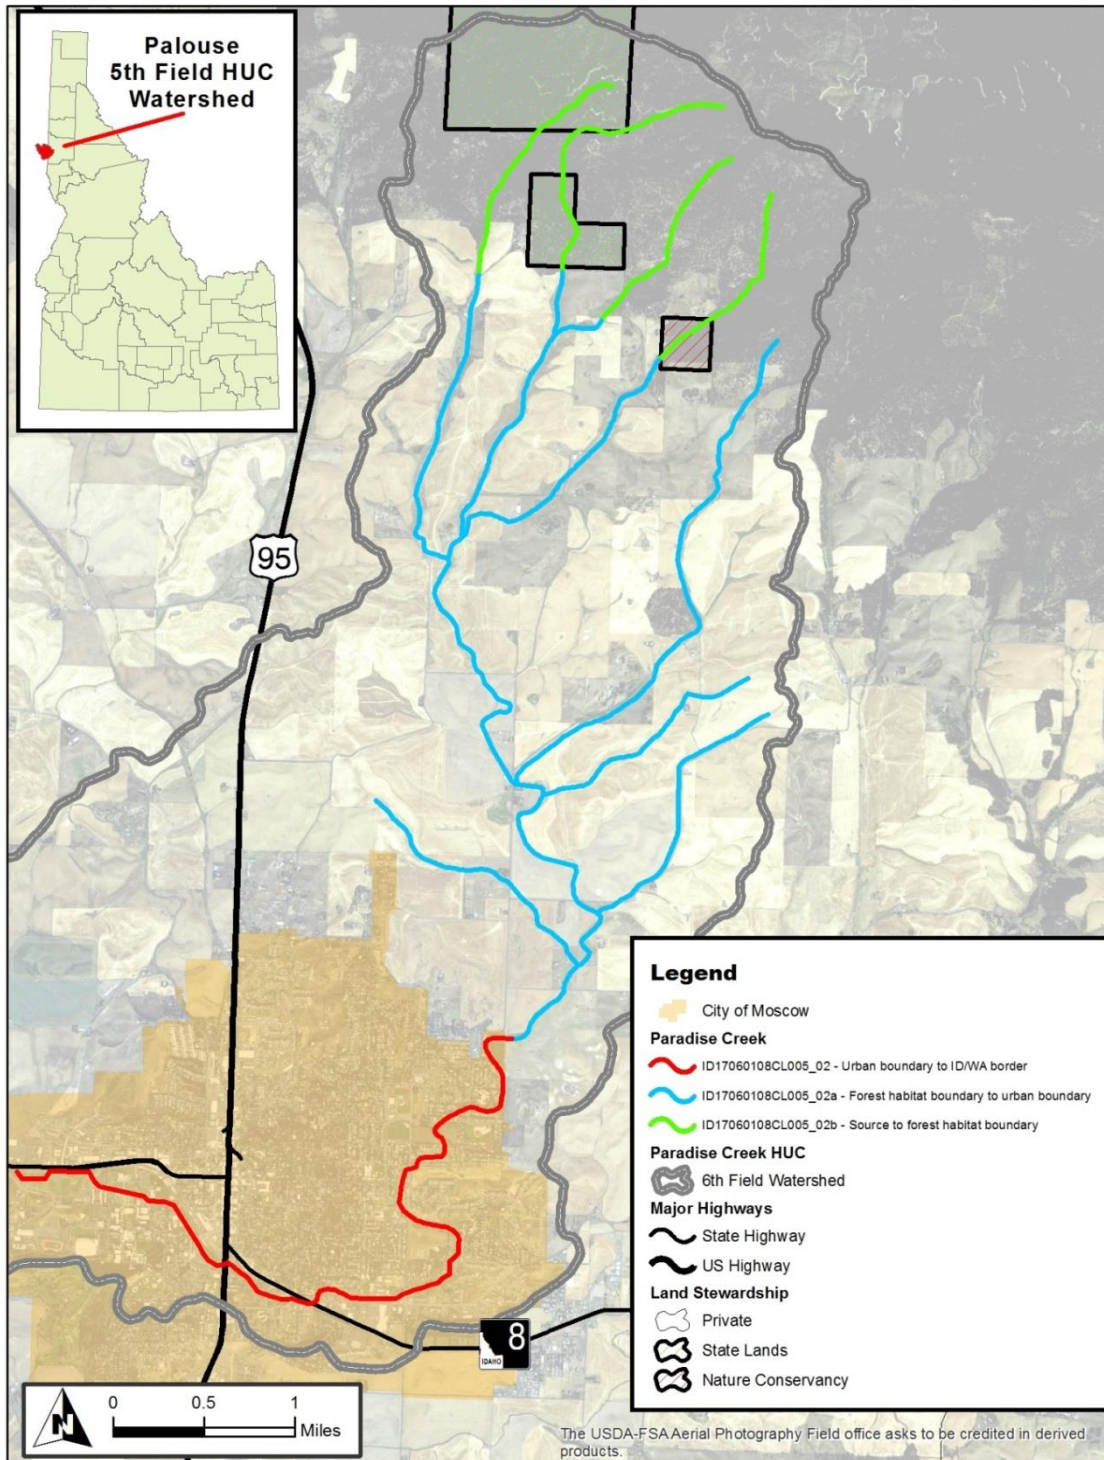 Palouse
5th Field HUC
Watershed
95
Legend
City of Moscow
Paradise Creek
ID17060108CL005_02 - Urban boundary to ID/WA border
ID17060108CL005_02a - Forest habitat boundary to urban boundary
ID17060108CL005_02b - Source to forest habitat boundary
Paradise Creek HUC
6th Field Watershed
Major Highways
State Highway
US Highway
Land Stewardship
Private
State Lands
Nature Conservancy
8
IDAHO
N
0 0.5 1
Miles
The USDA-FSA Aerial Photography Field office asks to be credited in derived
products.